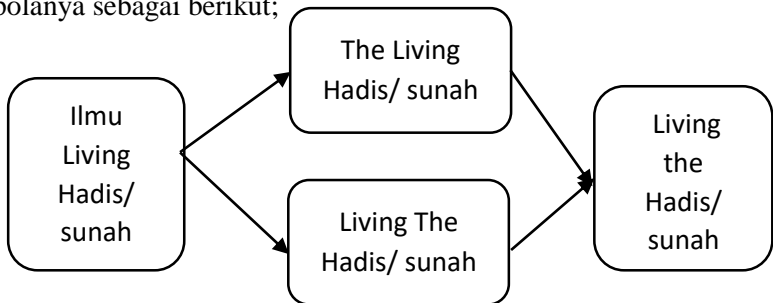 polanya sebagai berikut;
The Living
Hadis/ sunah
Ilmu
Living
Hadis/
sunah
Living The
Hadis/ sunah
Living
the
Hadis/
sunah